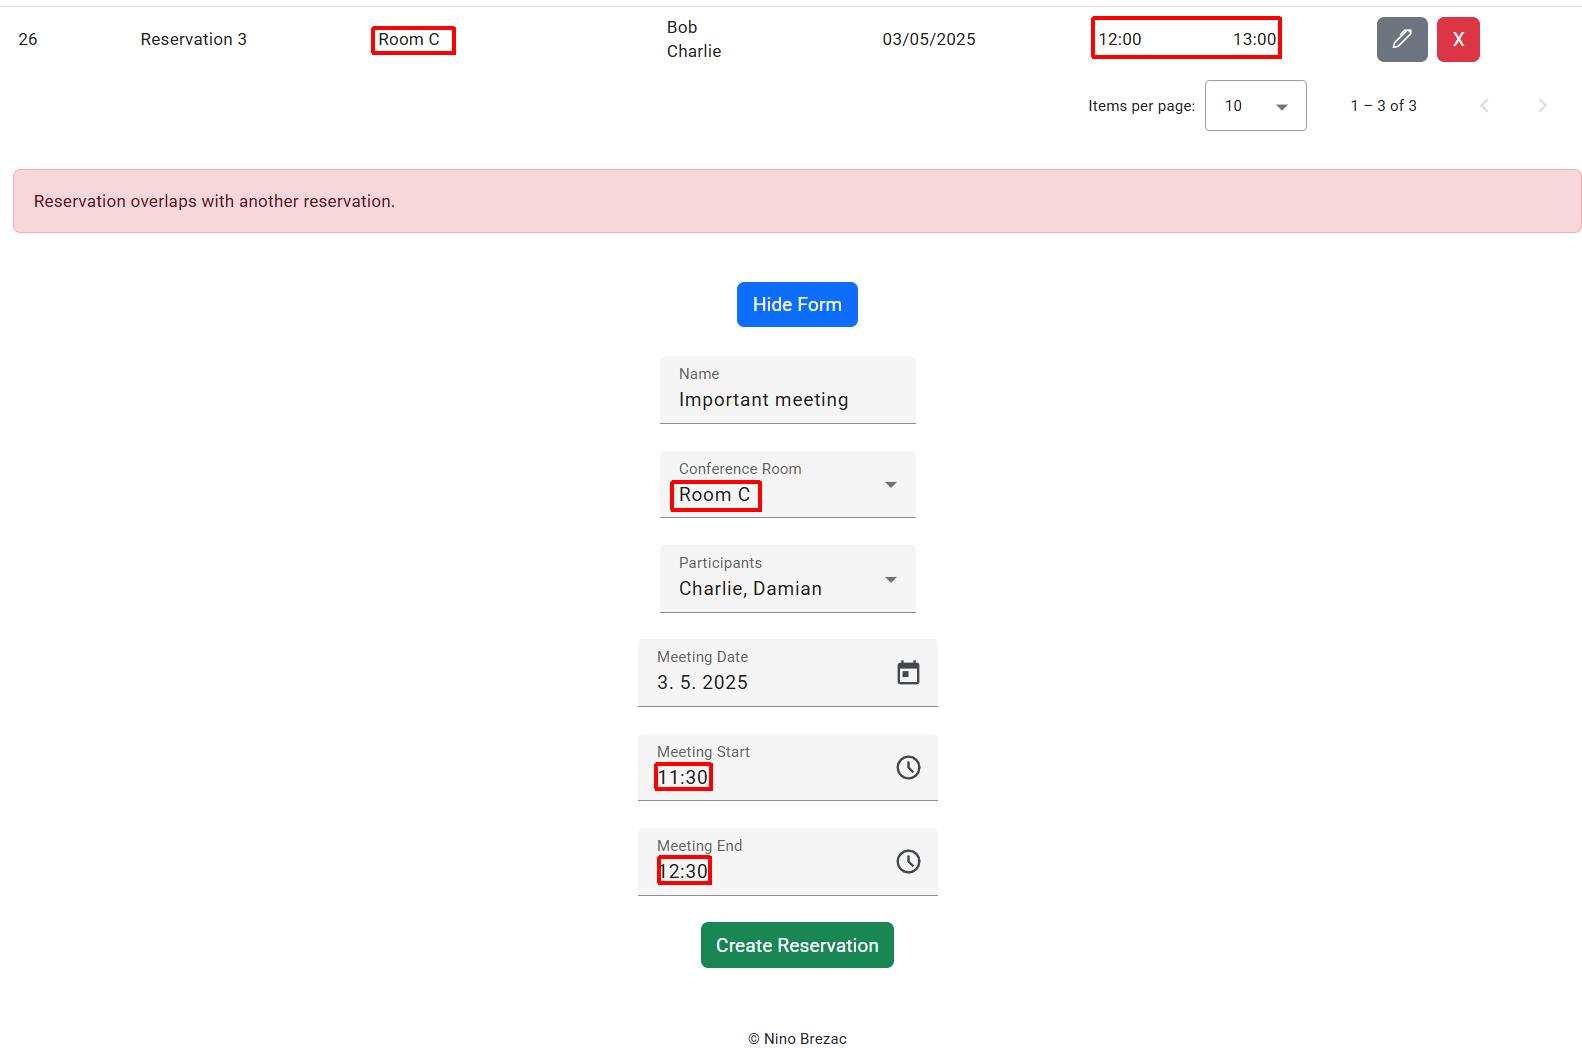 26 Reservation 3 Room C Bob Charlie 03/05/2025 12:00 13:00 X
Items per page: 10 1 – 3 of 3
Reservation overlaps with another reservation.
Hide Form
Name
Important meeting
Conference Room
Room C
Participants
Charlie, Damian
Meeting Date
3. 5. 2025
Meeting Start
11:30
Meeting End
12:30
Create Reservation
© Nino Brezac